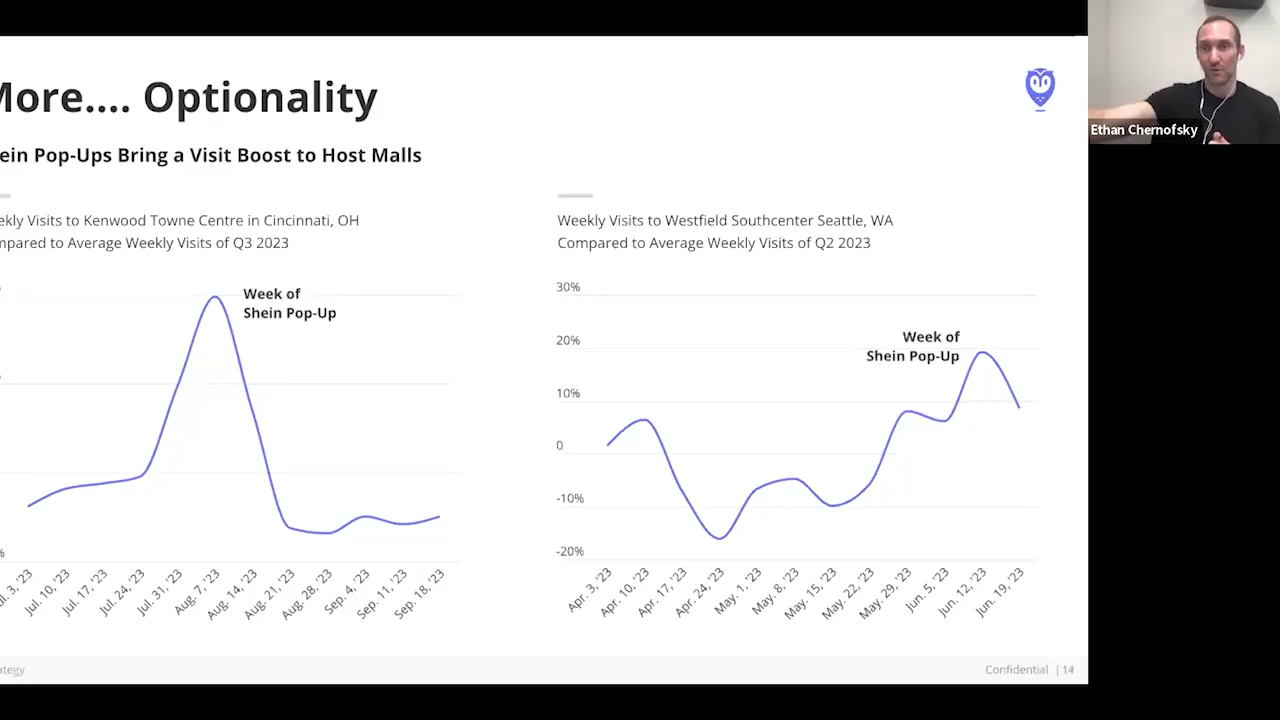 More.... Optionality
ein Pop-Ups Bring a Visit Boost to Host Malls
ekly Visits to Kenwood Towne Centre in Cincinnati, OH
mpared to Average Weekly Visits of Q3 2023
Week of
Shein Pop-Up
%
ul. 3, '23
Jul. 10, '23
Jul. 17, '23
Jul. 24, '23
Jul. 31, '23
Aug. 7, '23
Aug. 14, '23
Aug. 21, '23
Aug. 28, '23
Sep. 4, '23
Sep. 11, '23
Sep. 18, '23
Weekly Visits to Westfield Southcenter Seattle, WA
Compared to Average Weekly Visits of Q2 2023
30%
20%
10%
0
-10%
-20%
Week of
Shein Pop-Up
Apr. 3, '23
Apr. 10, '23
Apr. 17, '23
Apr. 24, '23
May. 1, '23
May. 8, '23
May. 15, '23
May. 22, '23
May. 29, '23
Jun. 5, '23
Jun. 12, '23
Jun. 19, '23
ategy
Confidential | 14
Ethan Chernofsky